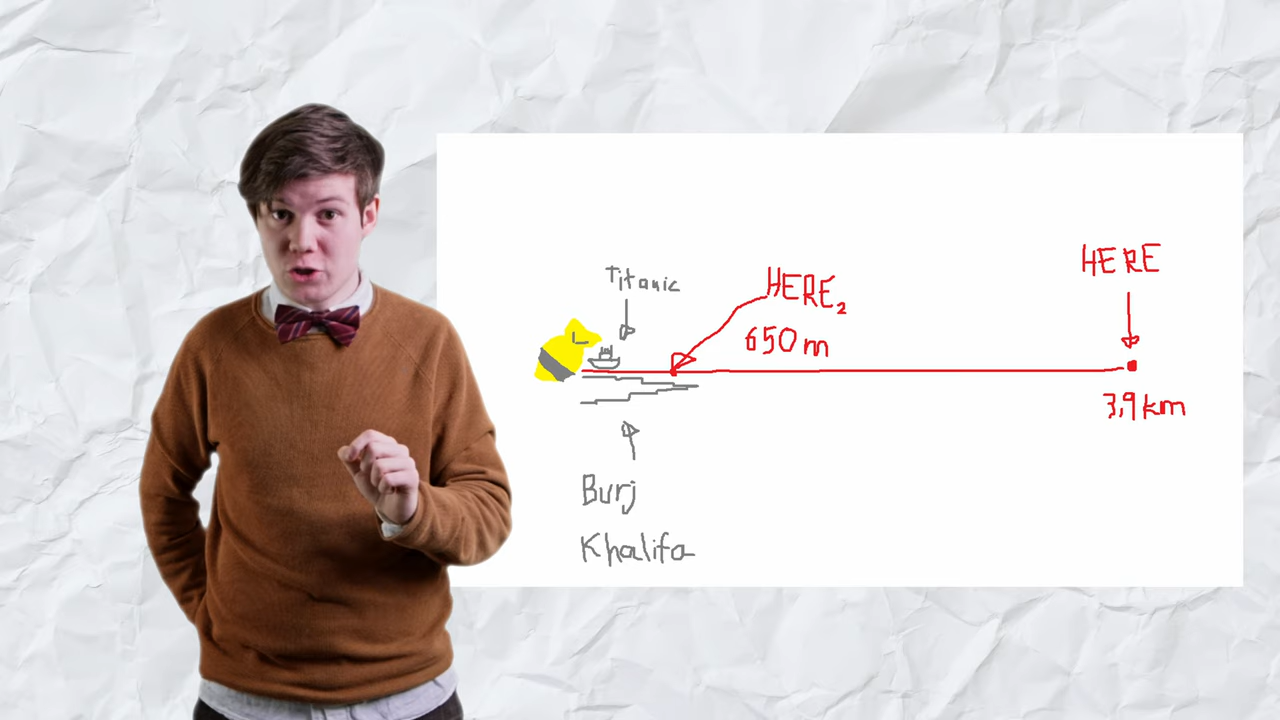 HERE
Titanic
HERE₂
650m
3,9km
Burj
Khalifa